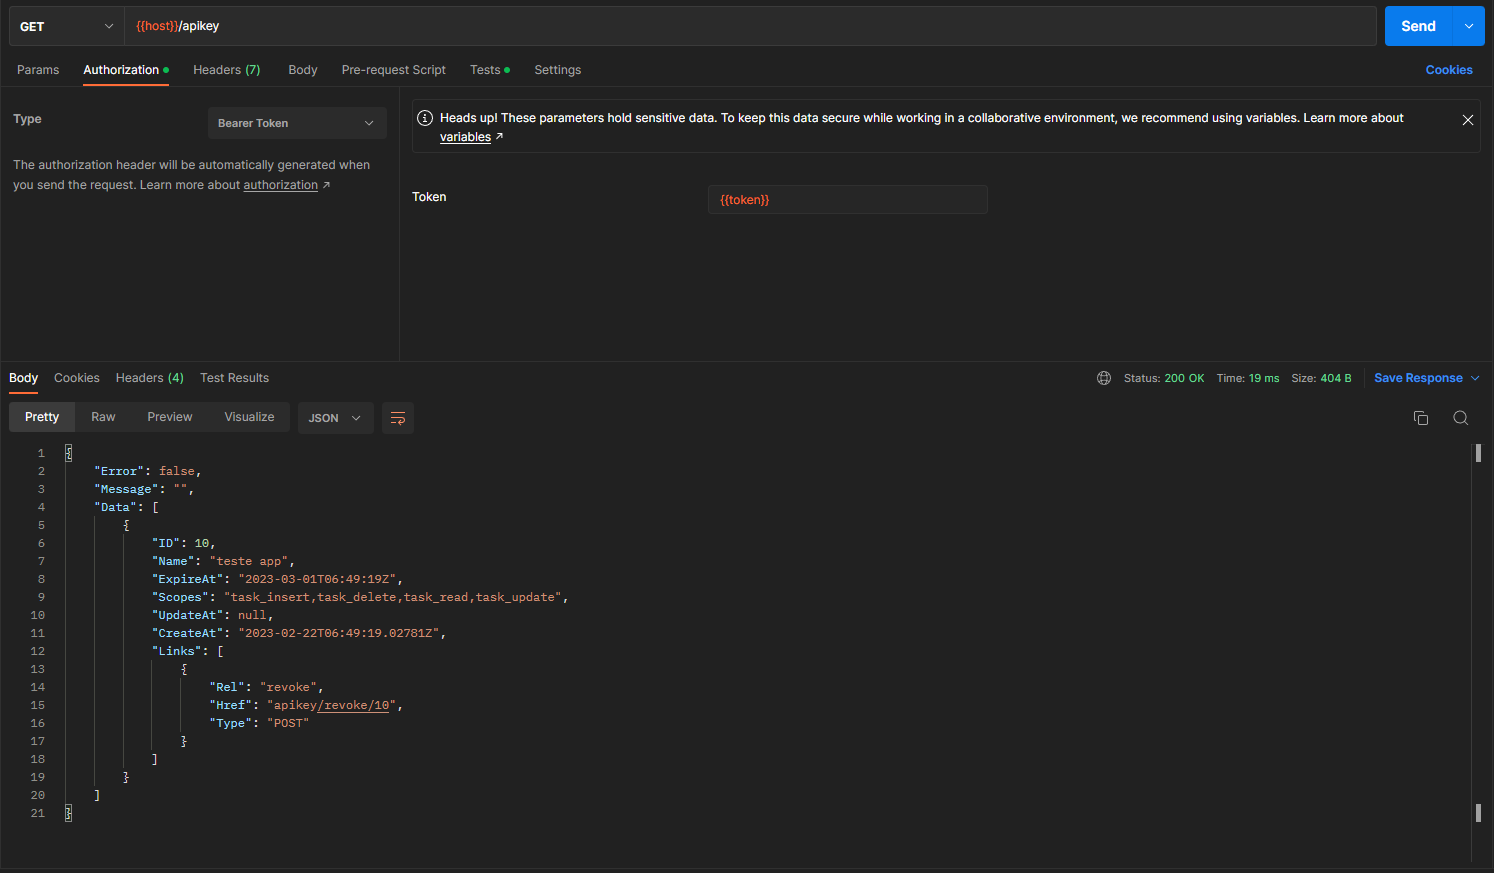 GET {{host}}/apikey Send
Params Authorization Headers (7) Body Pre-request Script Tests Settings Cookies
Type Bearer Token
The authorization header will be automatically generated when
you send the request. Learn more about authorization ↗
Heads up! These parameters hold sensitive data. To keep this data secure while working in a collaborative environment, we recommend using variables. Learn more about
variables ↗
Token {{token}}
Body Cookies Headers (4) Test Results Status: 200 OK Time: 19 ms Size: 404 B Save Response
Pretty Raw Preview Visualize JSON
1 {
2 "Error": false,
3 "Message": "",
4 "Data": [
5 {
6 "ID": 10,
7 "Name": "teste app",
8 "ExpireAt": "2023-03-01T06:49:19Z",
9 "Scopes": "task_insert,task_delete,task_read,task_update",
10 "UpdateAt": null,
11 "CreateAt": "2023-02-22T06:49:19.02781Z",
12 "Links": [
13 {
14 "Rel": "revoke",
15 "Href": "apikey/revoke/10",
16 "Type": "POST"
17 }
18 ]
19 }
20 ]
21 }